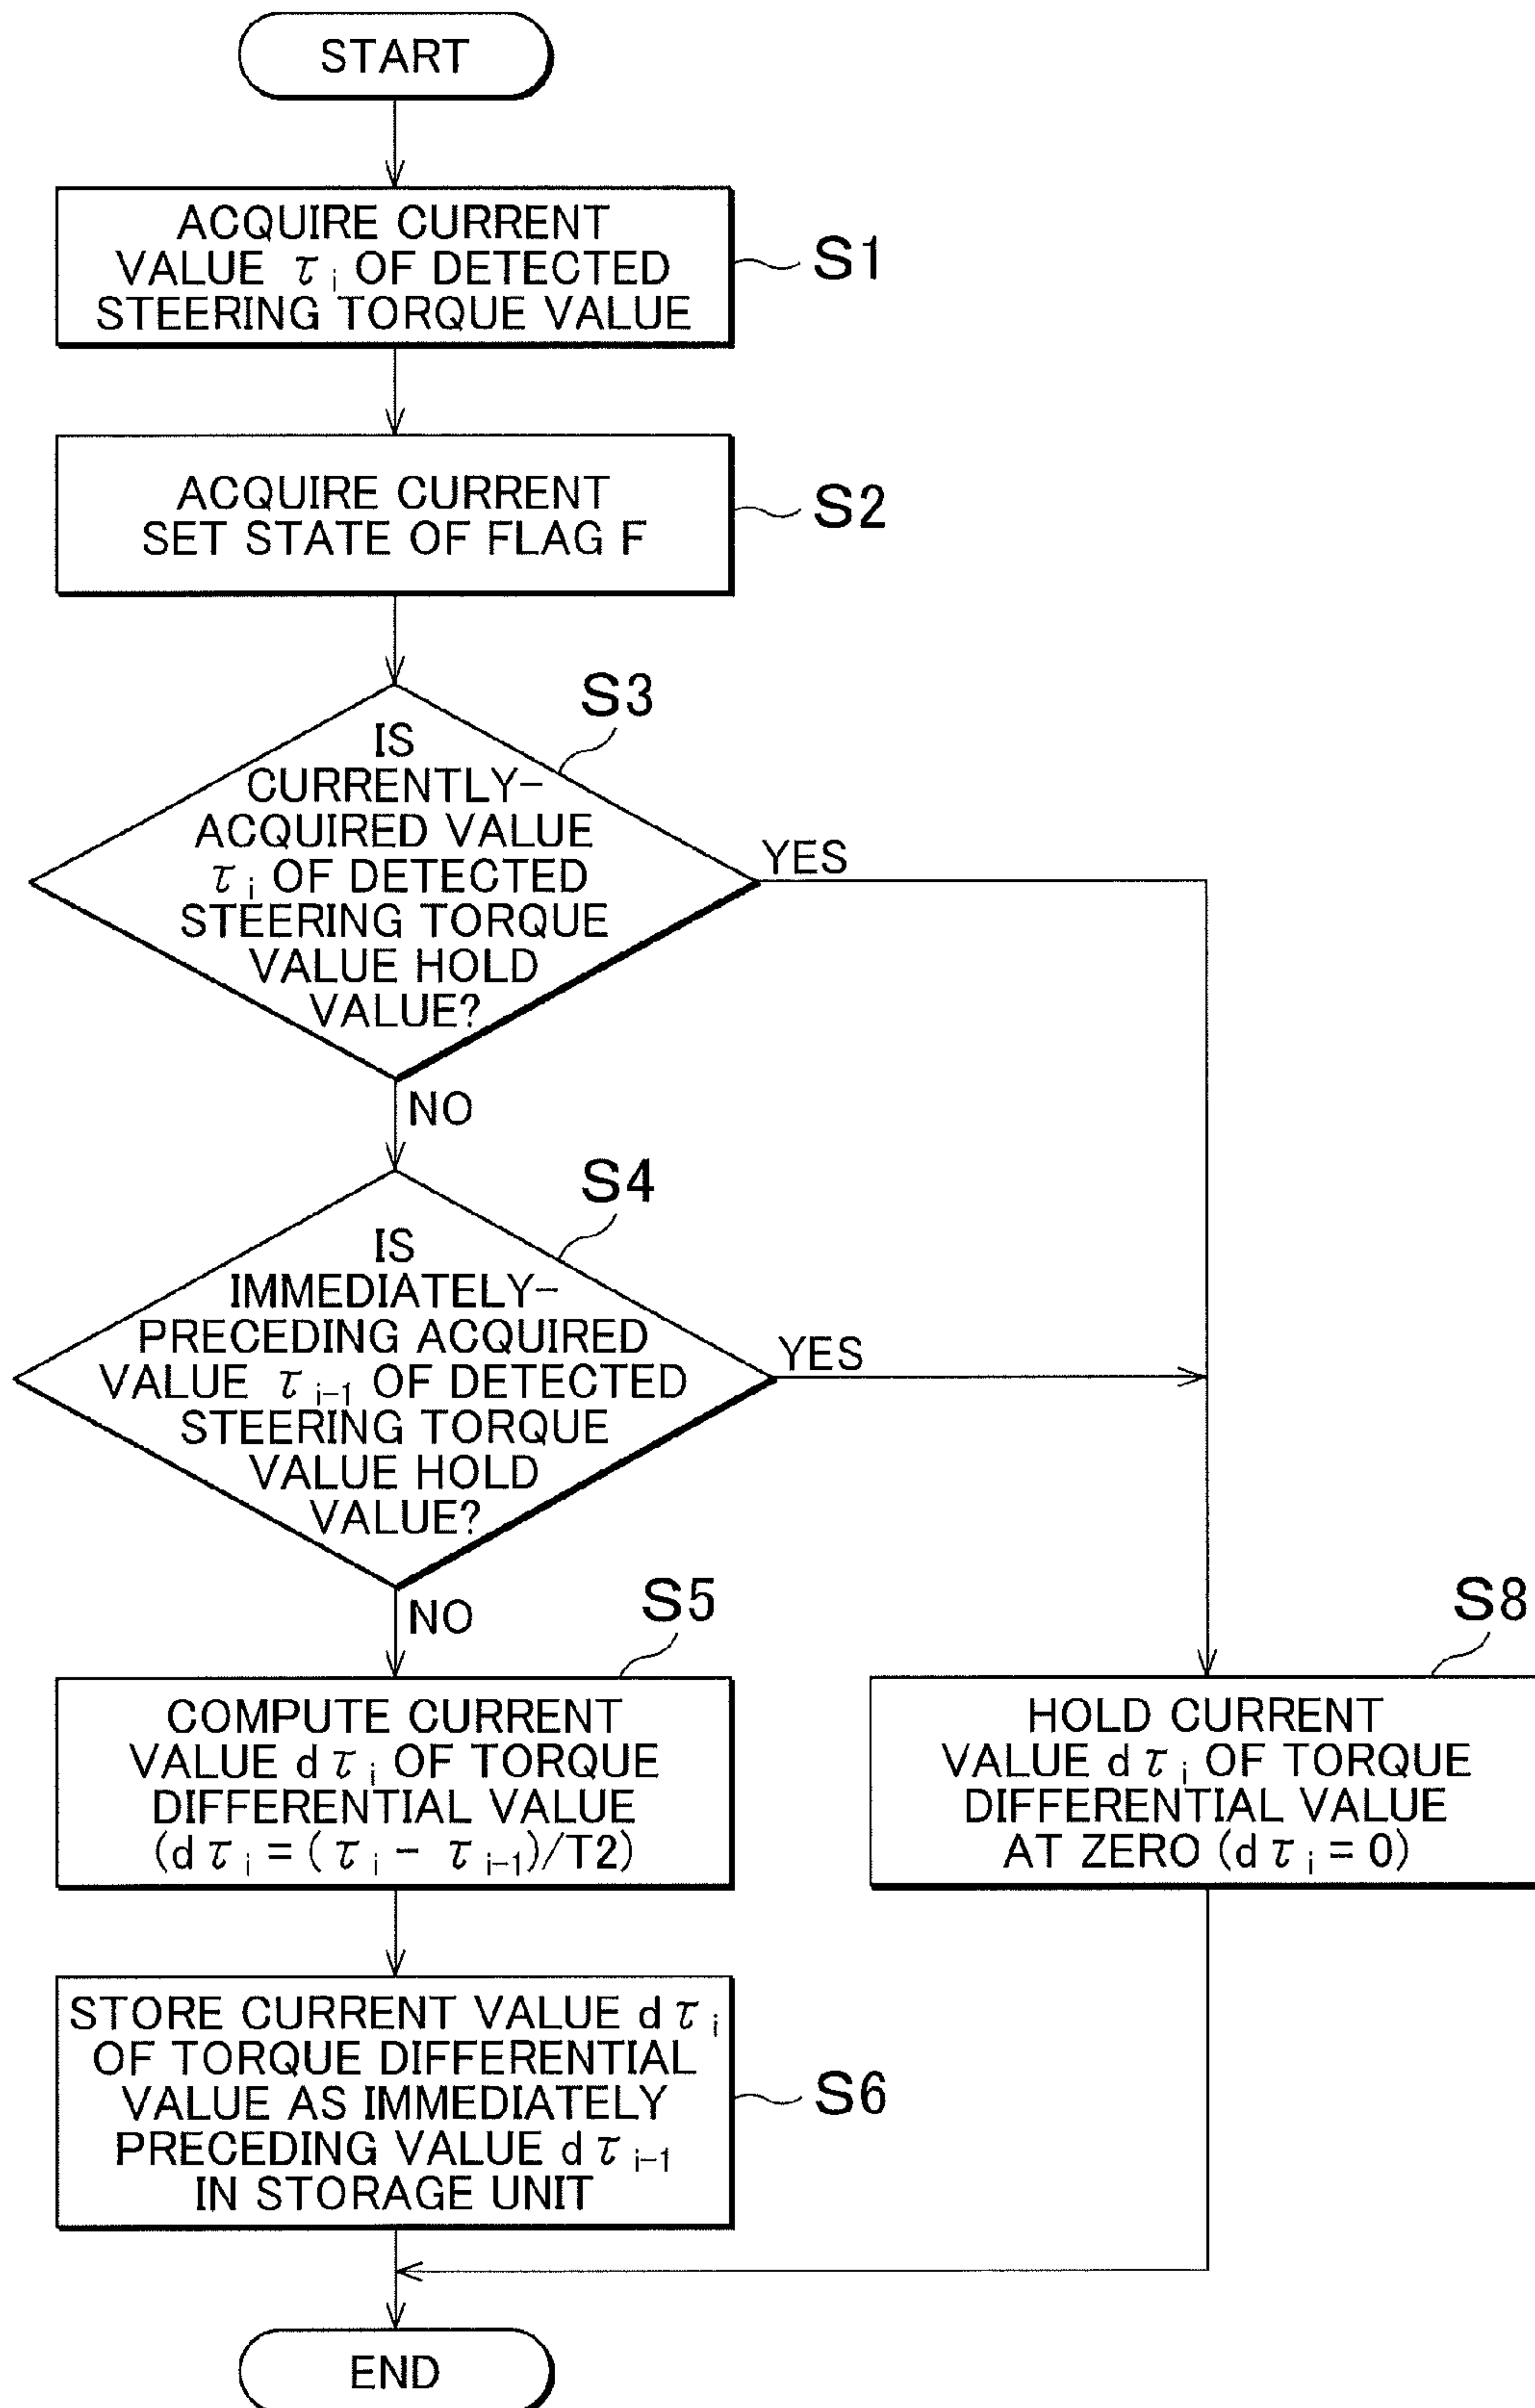 START
ACQUIRE CURRENT
VALUE τi OF DETECTED
STEERING TORQUE VALUE
S1
ACQUIRE CURRENT
SET STATE OF FLAG F
S2
S3
IS
CURRENTLY-
ACQUIRED VALUE
τi OF DETECTED
STEERING TORQUE
VALUE HOLD
VALUE?
YES
NO
S4
IS
IMMEDIATELY-
PRECEDING ACQUIRED
VALUE τi-1 OF DETECTED
STEERING TORQUE
VALUE HOLD
VALUE?
YES
NO
S5
COMPUTE CURRENT
VALUE dτi OF TORQUE
DIFFERENTIAL VALUE
(dτi = (τi - τi-1)/T2)
S8
HOLD CURRENT
VALUE dτi OF TORQUE
DIFFERENTIAL VALUE
AT ZERO (dτi = 0)
STORE CURRENT VALUE dτi
OF TORQUE DIFFERENTIAL
VALUE AS IMMEDIATELY
PRECEDING VALUE dτi-1
IN STORAGE UNIT
S6
END